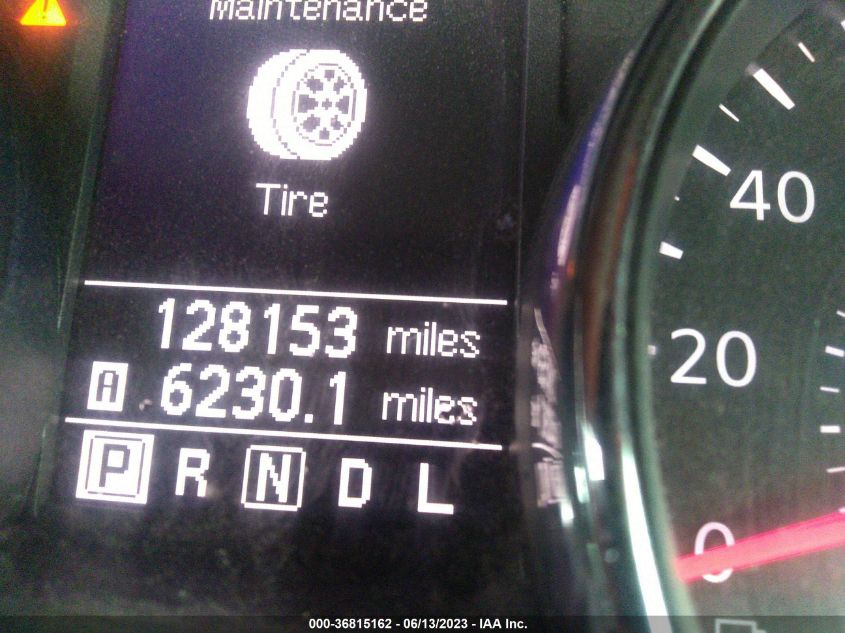 Maintenance
Tire
128153 miles
A 6230.1 miles
P R N D L
40
20
0
000-36815162 - 06/13/2023 - IAA Inc.